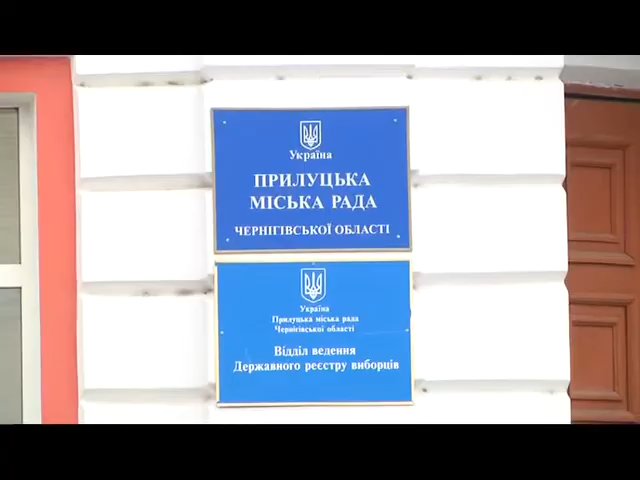 Україна
ПРИЛУЦЬКА
МІСЬКА РАДА
ЧЕРНІГІВСЬКОЇ ОБЛАСТІ
Україна
Прилуцька міська рада
Чернігівської області
Відділ ведення
Державного реєстру виборців